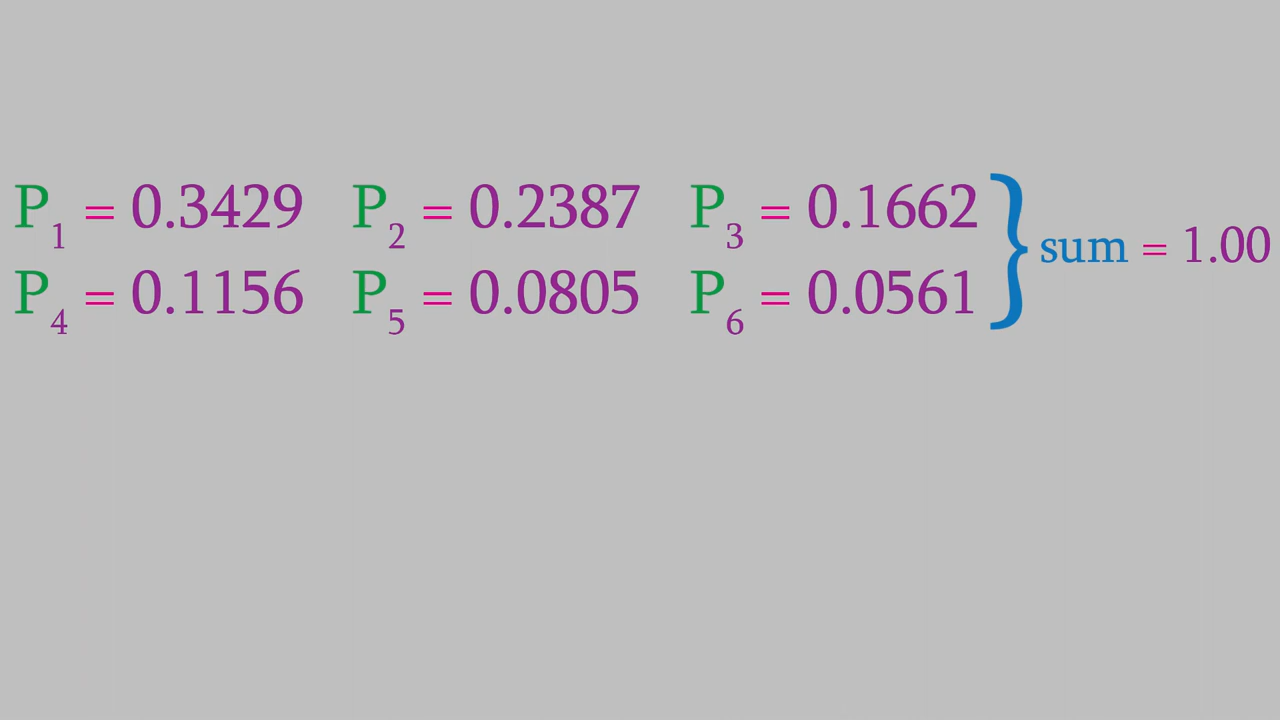 P₁ = 0.3429 P₂ = 0.2387 P₃ = 0.1662
P₄ = 0.1156 P₅ = 0.0805 P₆ = 0.0561
} sum = 1.00